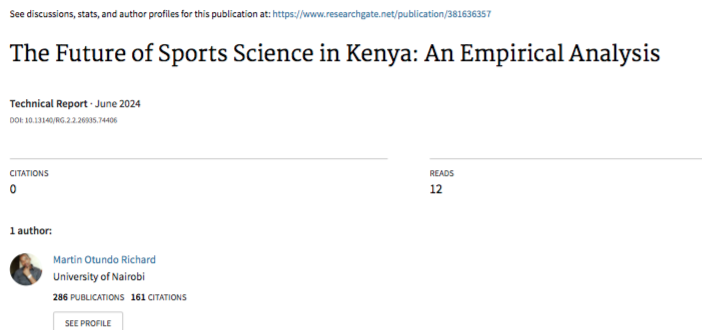 See discussions, stats, and author profiles for this publication at: https://www.researchgate.net/publication/381636357
The Future of Sports Science in Kenya: An Empirical Analysis
Technical Report · June 2024
DOI: 10.13140/RG.2.2.26935.74406
CITATIONS
0
READS
12
1 author:
Martin Otundo Richard
University of Nairobi
286 PUBLICATIONS 161 CITATIONS
SEE PROFILE